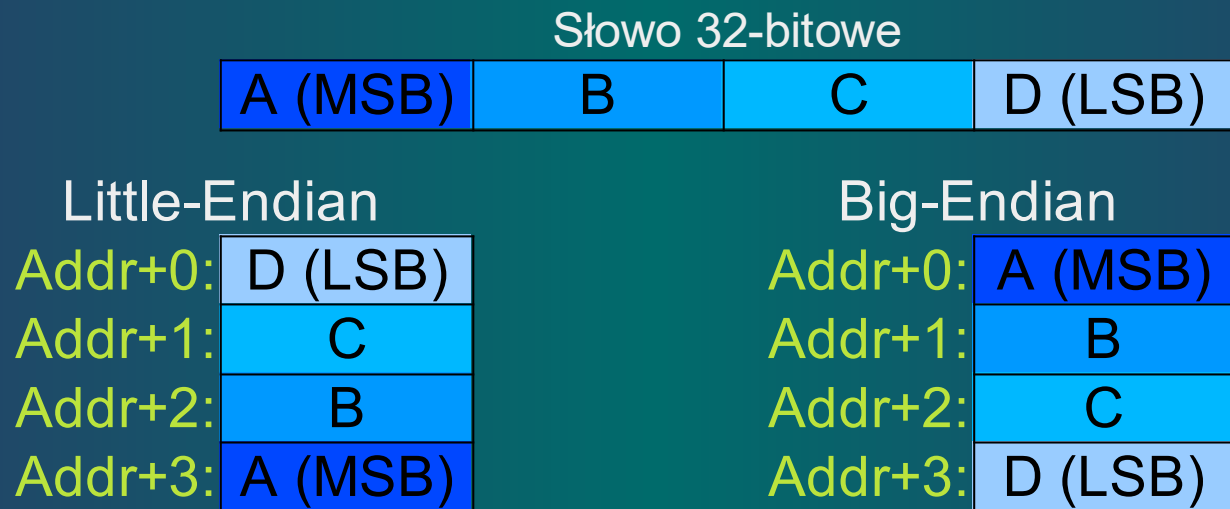 Słowo 32-bitowe
A (MSB) B C D (LSB)
Little-Endian Big-Endian
Addr+0: D (LSB) Addr+0: A (MSB)
Addr+1: C Addr+1: B
Addr+2: B Addr+2: C
Addr+3: A (MSB) Addr+3: D (LSB)